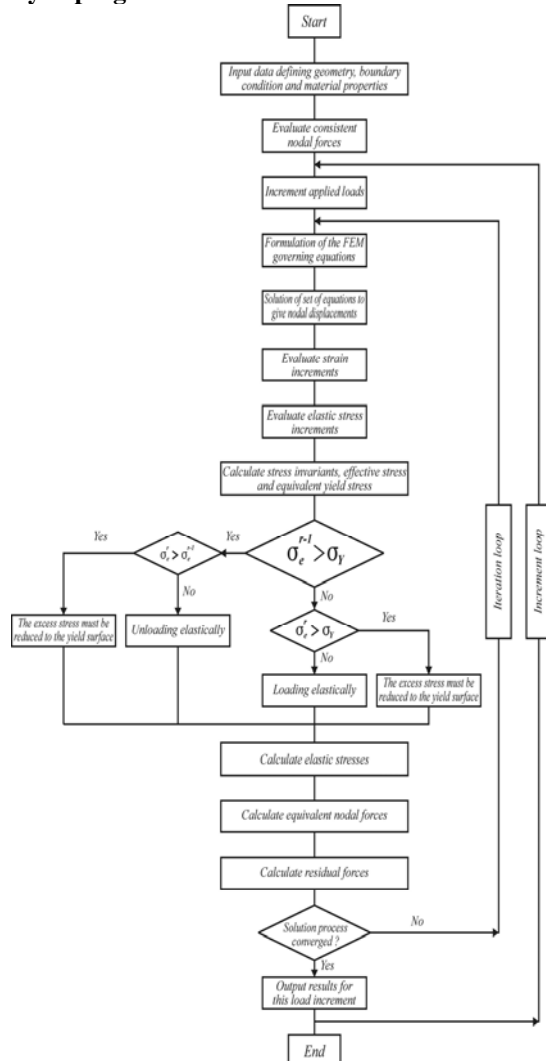 Start
Input data defining geometry, boundary
condition and material properties
Evaluate consistent
nodal forces
Increment applied loads
Formulation of the FEM
governing equations
Solution of set of equations to
give nodal displacements
Evaluate strain
increments
Evaluate elastic stress
increments
Calculate stress invariants, effective stress
and equivalent yield stress
Iteration loop
Increment loop
Yes
σₑʳ > σₑʳ⁻¹
Yes
σₑʳ⁻¹ > σ_Y
No
No
The excess stress must be
reduced to the yield surface
Unloading elastically
σₑʳ > σ_Y
Yes
No
Loading elastically
The excess stress must be
reduced to the yield surface
Calculate elastic stresses
Calculate equivalent nodal forces
Calculate residual forces
Solution process
converged ?
No
Yes
Output results for
this load increment
End